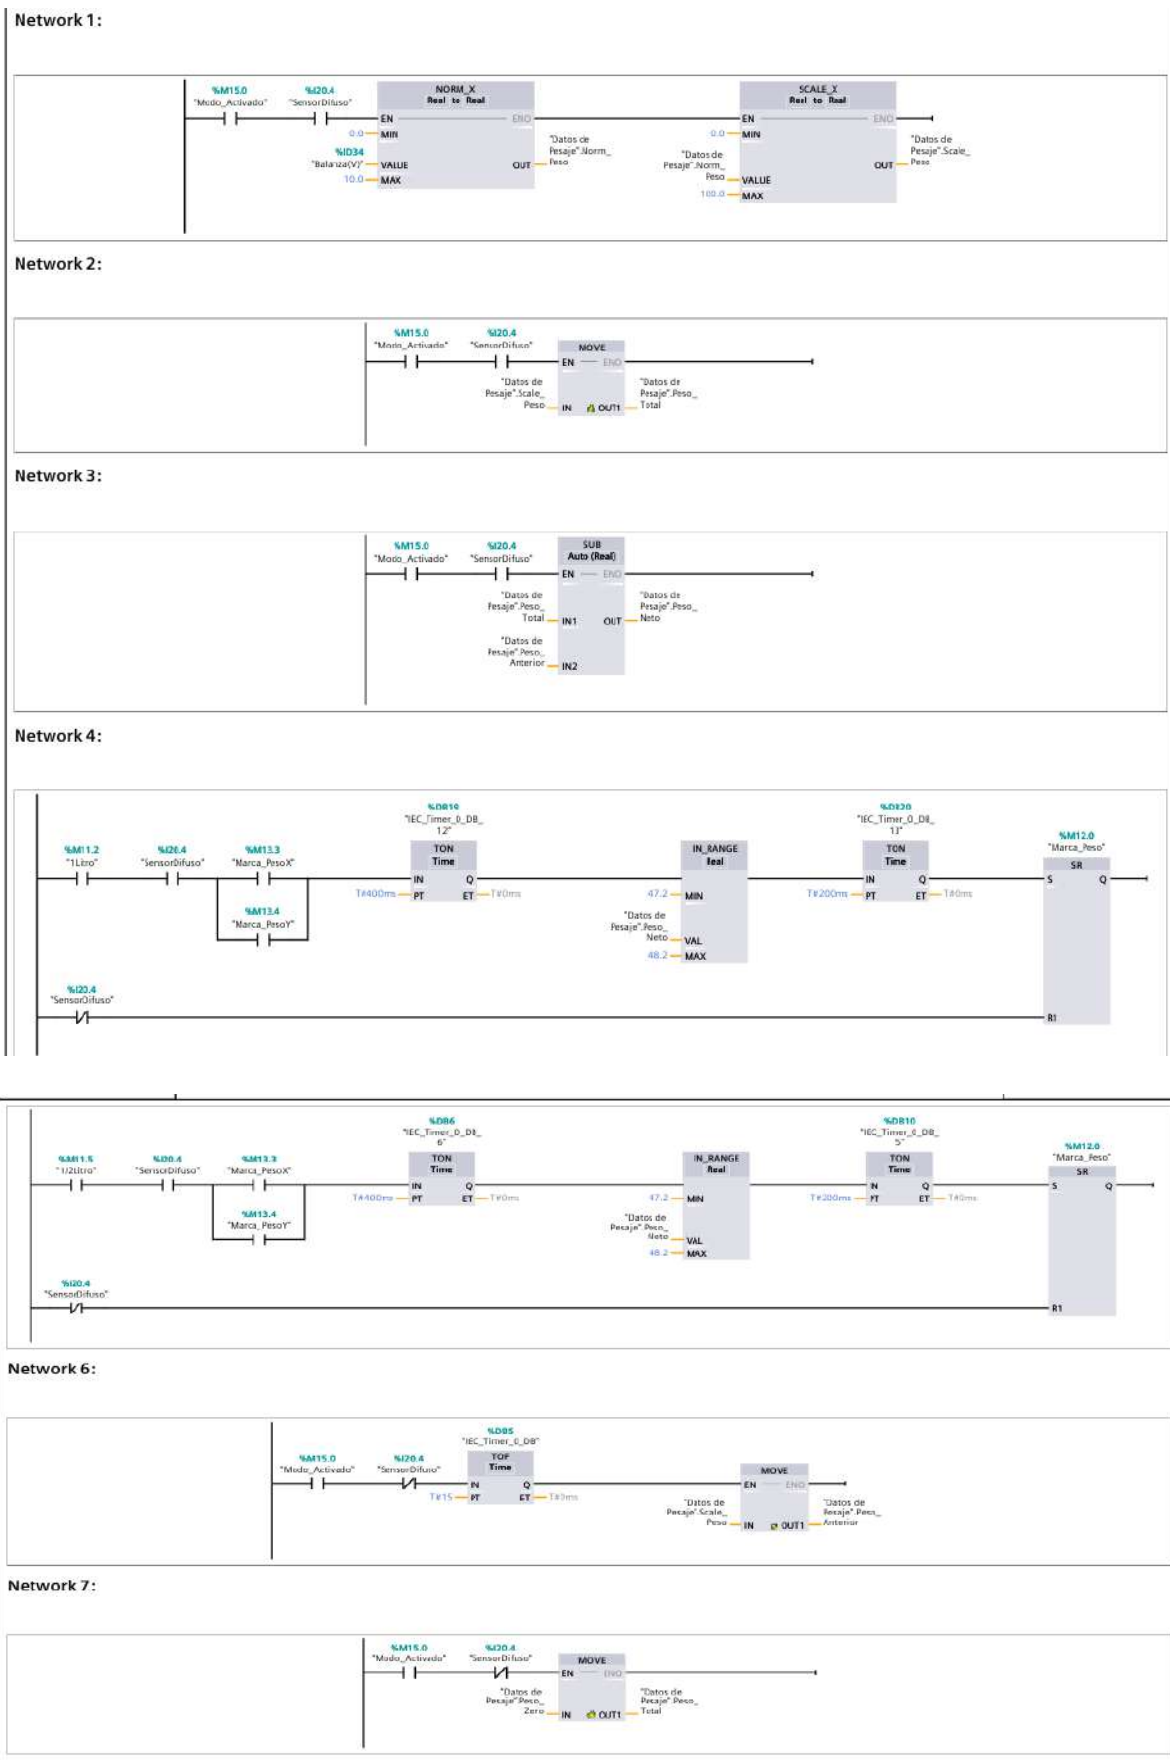 Network 1:
%M15.0
"Modo_Activado"
%I20.4
"SensorDifuso"
NORM_X
Real to Real
EN
ENO
0.0
MIN
%ID34
"Balanza(V)"
VALUE
10.0
MAX
OUT
"Datos de
Pesaje".Norm_
Peso
SCALE_X
Real to Real
EN
ENO
0.0
MIN
"Datos de
Pesaje".Norm_
Peso
VALUE
100.0
MAX
OUT
"Datos de
Pesaje".Scale_
Peso
Network 2:
%M15.0
"Modo_Activado"
%I20.4
"SensorDifuso"
MOVE
EN
ENO
"Datos de
Pesaje".Scale_
Peso
IN
OUT1
"Datos de
Pesaje".Peso_
Total
Network 3:
%M15.0
"Modo_Activado"
%I20.4
"SensorDifuso"
SUB
Auto (Real)
EN
ENO
"Datos de
Pesaje".Peso_
Total
IN1
OUT
"Datos de
Pesaje".Peso_
Neto
"Datos de
Pesaje".Peso_
Anterior
IN2
Network 4:
%M11.2
"1Litro"
%I20.4
"SensorDifuso"
%M13.3
"Marca_PesoX"
%M13.4
"Marca_PesoY"
%DB19
"IEC_Timer_0_DB_
12"
TON
Time
IN
Q
T#400ms
PT
ET
T#0ms
IN_RANGE
Real
47.2
MIN
"Datos de
Pesaje".Peso_
Neto
VAL
48.2
MAX
%DB20
"IEC_Timer_0_DB_
13"
TON
Time
IN
Q
T#200ms
PT
ET
T#0ms
%M12.0
"Marca_Peso"
SR
S
Q
%I20.4
"SensorDifuso"
R1
%M11.5
"1/2Litro"
%I20.4
"SensorDifuso"
%M13.3
"Marca_PesoX"
%M13.4
"Marca_PesoY"
%DB6
"IEC_Timer_0_DB_
6"
TON
Time
IN
Q
T#400ms
PT
ET
T#0ms
IN_RANGE
Real
47.2
MIN
"Datos de
Pesaje".Peso_
Neto
VAL
48.2
MAX
%DB10
"IEC_Timer_0_DB_
5"
TON
Time
IN
Q
T#200ms
PT
ET
T#0ms
%M12.0
"Marca_Peso"
SR
S
Q
%I20.4
"SensorDifuso"
R1
Network 6:
%M15.0
"Modo_Activado"
%I20.4
"SensorDifuso"
%DB5
"IEC_Timer_0_DB"
TOF
Time
IN
Q
T#1S
PT
ET
T#0ms
MOVE
EN
ENO
"Datos de
Pesaje".Scale_
Peso
IN
OUT1
"Datos de
Pesaje".Peso_
Anterior
Network 7:
%M15.0
"Modo_Activado"
%I20.4
"SensorDifuso"
MOVE
EN
ENO
"Datos de
Pesaje".Peso_
Zero
IN
OUT1
"Datos de
Pesaje".Peso_
Total